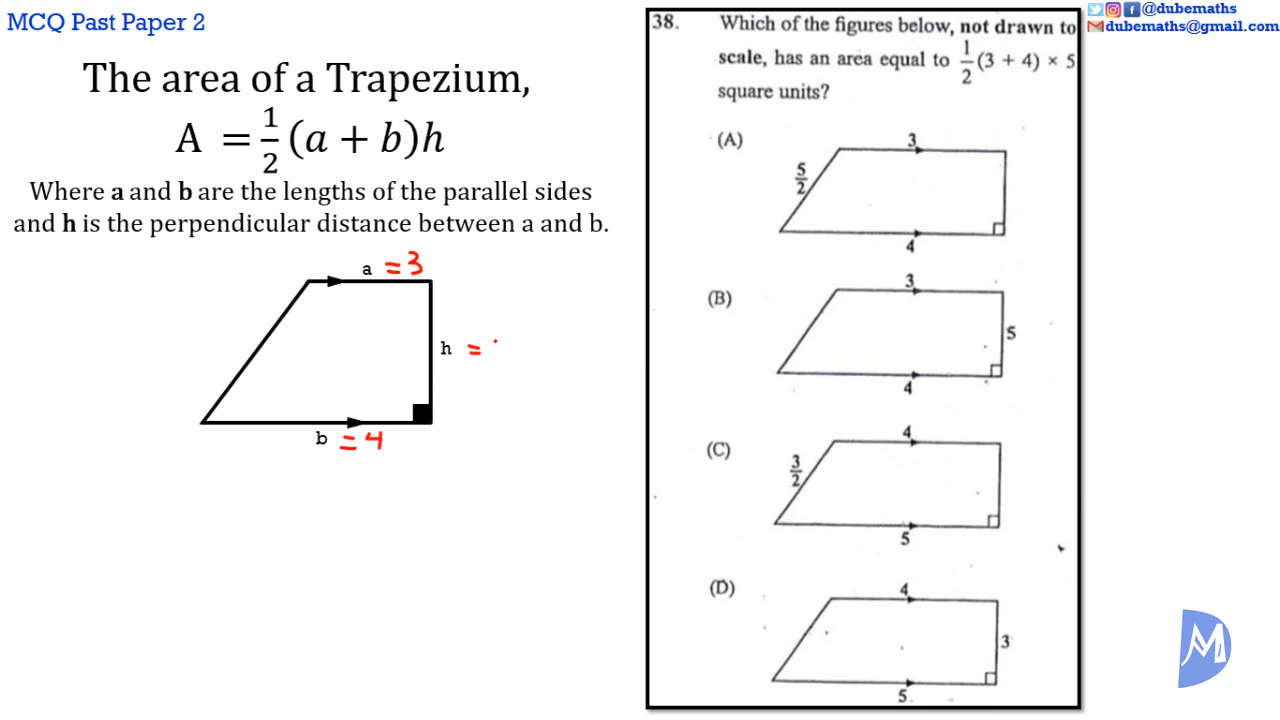 MCQ Past Paper 2
The area of a Trapezium,
A = 1/2 (a + b)h
Where a and b are the lengths of the parallel sides
and h is the perpendicular distance between a and b.
a = 3
h =
b = 4
38. Which of the figures below, not drawn to
scale, has an area equal to 1/2 (3 + 4) × 5
square units?
(A)
3
5/2
4
(B)
3
5
4
(C)
4
3/2
5
(D)
4
3
5
@dubemaths
dubemaths@gmail.com
M